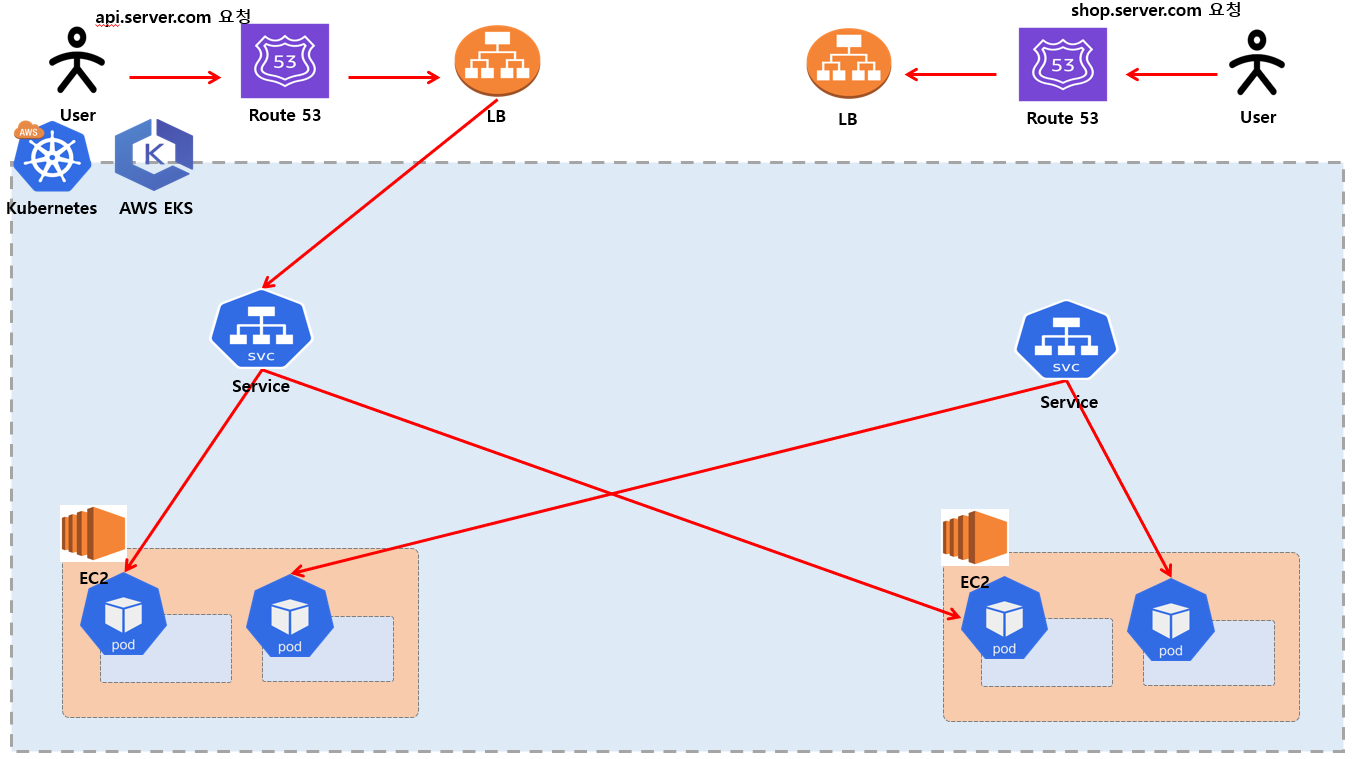 api.server.com 요청
shop.server.com 요청
53
53
User
Route 53
LB
LB
Route 53
User
AWS
K
Kubernetes
AWS EKS
svc
Service
svc
Service
EC2
EC2
pod
pod
pod
pod